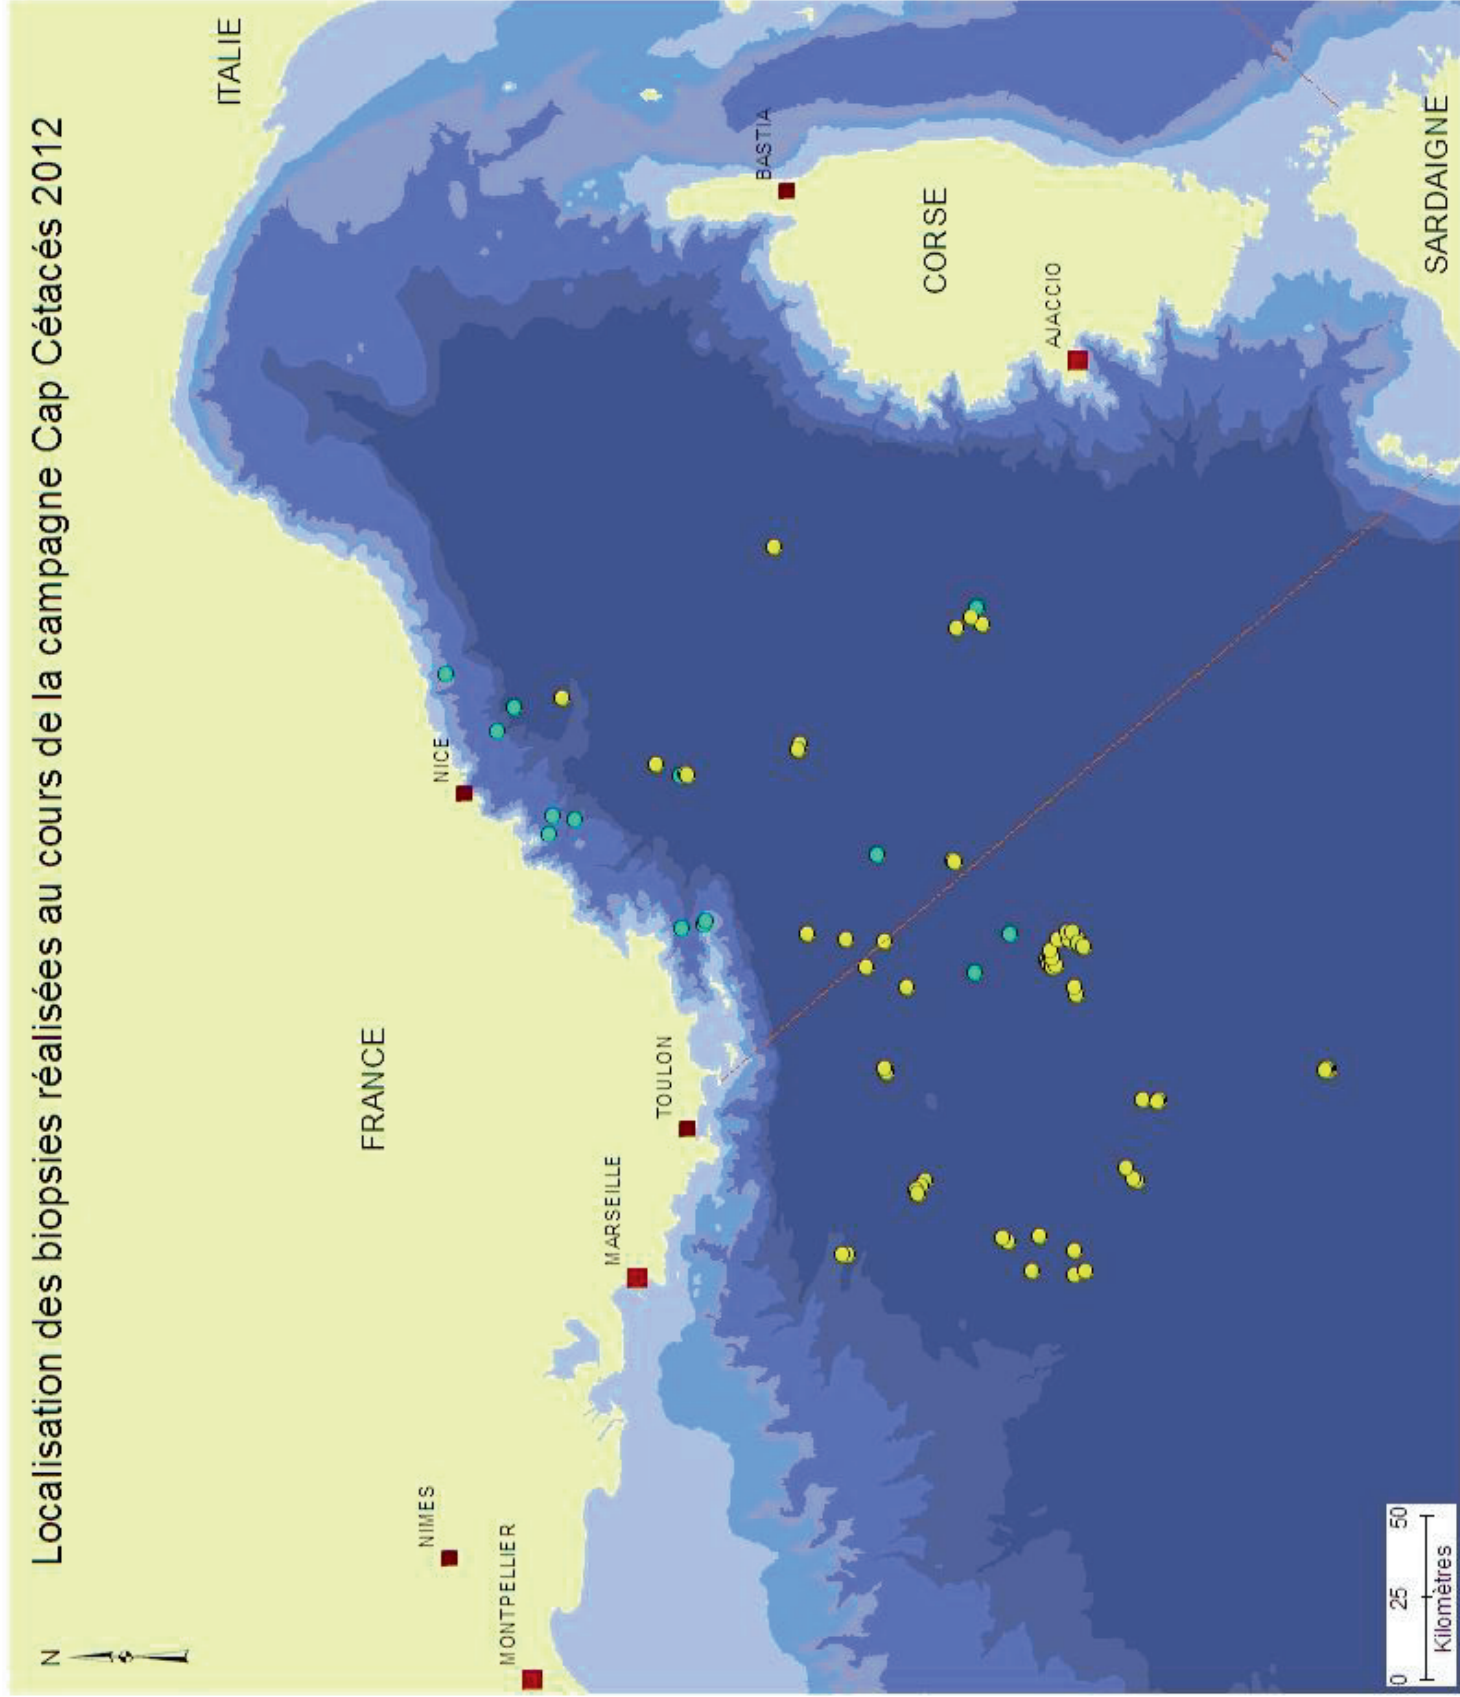 Localisation des biopsies réalisées au cours de la campagne Cap Cétacés 2012
N
ITALIE
NIMES
NICE
FRANCE
MONTPELLIER
MARSEILLE
TOULON
BASTIA
CORSE
AJACCIO
SARDAIGNE
0 25 50
Kilomètres